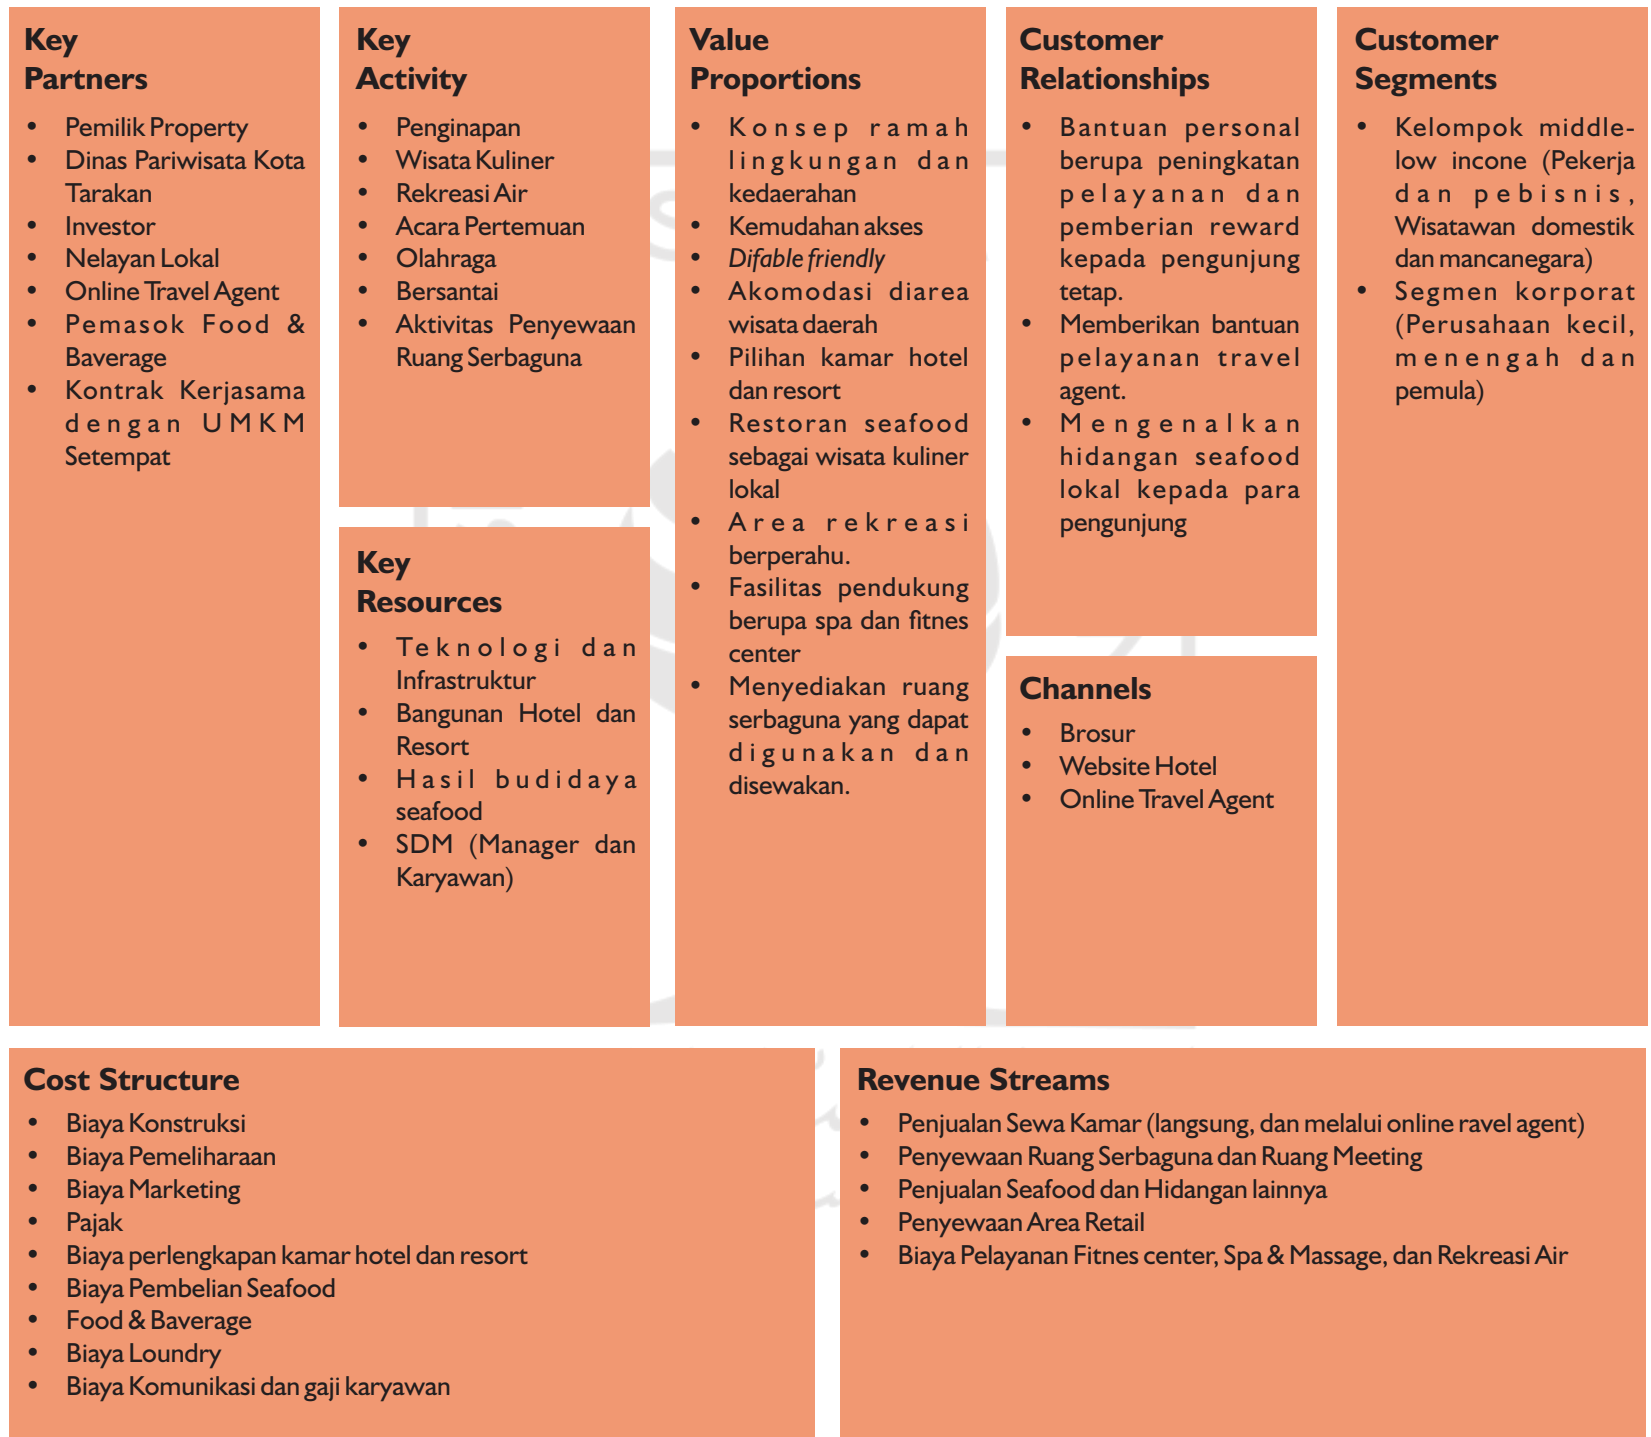 Key
Partners
• Pemilik Property
• Dinas Pariwisata Kota
Tarakan
• Investor
• Nelayan Lokal
• Online Travel Agent
• Pemasok Food &
Baverage
• Kontrak Kerjasama
dengan UMKM
Setempat
Key
Activity
• Penginapan
• Wisata Kuliner
• Rekreasi Air
• Acara Pertemuan
• Olahraga
• Bersantai
• Aktivitas Penyewaan
Ruang Serbaguna
Key
Resources
• Teknologi dan
Infrastruktur
• Bangunan Hotel dan
Resort
• Hasil budidaya
seafood
• SDM (Manager dan
Karyawan)
Value
Proportions
• Konsep ramah
lingkungan dan
kedaerahan
• Kemudahan akses
• Difable friendly
• Akomodasi diarea
wisata daerah
• Pilihan kamar hotel
dan resort
• Restoran seafood
sebagai wisata kuliner
lokal
• Area rekreasi
berperahu.
• Fasilitas pendukung
berupa spa dan fitnes
center
• Menyediakan ruang
serbaguna yang dapat
digunakan dan
disewakan.
Customer
Relationships
• Bantuan personal
berupa peningkatan
pelayanan dan
pemberian reward
kepada pengunjung
tetap.
• Memberikan bantuan
pelayanan travel
agent.
• Mengenalkan
hidangan seafood
lokal kepada para
pengunjung
Channels
• Brosur
• Website Hotel
• Online Travel Agent
Customer
Segments
• Kelompok middle-
low incone (Pekerja
dan pebisnis,
Wisatawan domestik
dan mancanegara)
• Segmen korporat
(Perusahaan kecil,
menengah dan
pemula)
Cost Structure
• Biaya Konstruksi
• Biaya Pemeliharaan
• Biaya Marketing
• Pajak
• Biaya perlengkapan kamar hotel dan resort
• Biaya Pembelian Seafood
• Food & Baverage
• Biaya Loundry
• Biaya Komunikasi dan gaji karyawan
Revenue Streams
• Penjualan Sewa Kamar (langsung, dan melalui online ravel agent)
• Penyewaan Ruang Serbaguna dan Ruang Meeting
• Penjualan Seafood dan Hidangan lainnya
• Penyewaan Area Retail
• Biaya Pelayanan Fitnes center, Spa & Massage, dan Rekreasi Air